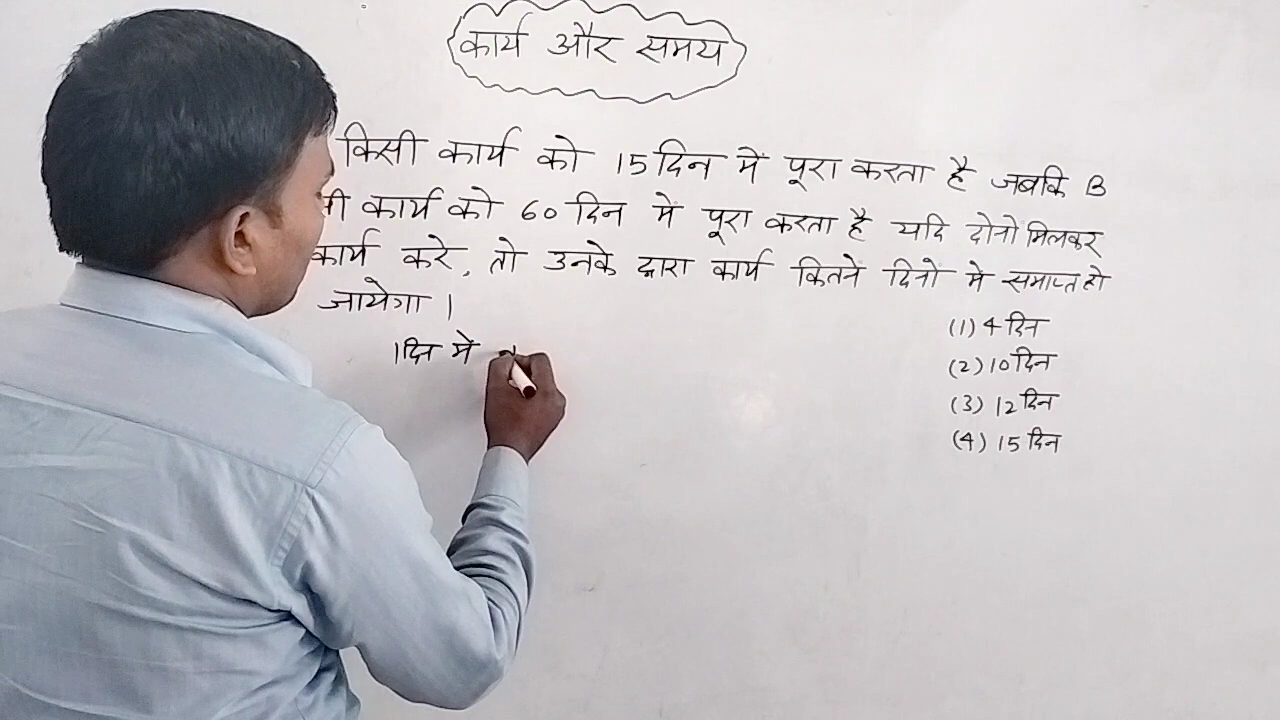 कार्य और समय
किसी कार्य को 15 दिन में पूरा करता है जबकि B
कार्य को 60 दिन में पूरा करता है यदि दोनो मिलकर
कार्य करे, तो उनके द्वारा कार्य कितने दिनो मे समाप्त हो
जायेगा ।
(1) 4 दिन
1 दिन में
(2) 10 दिन
(3) 12 दिन
(4) 15 दिन